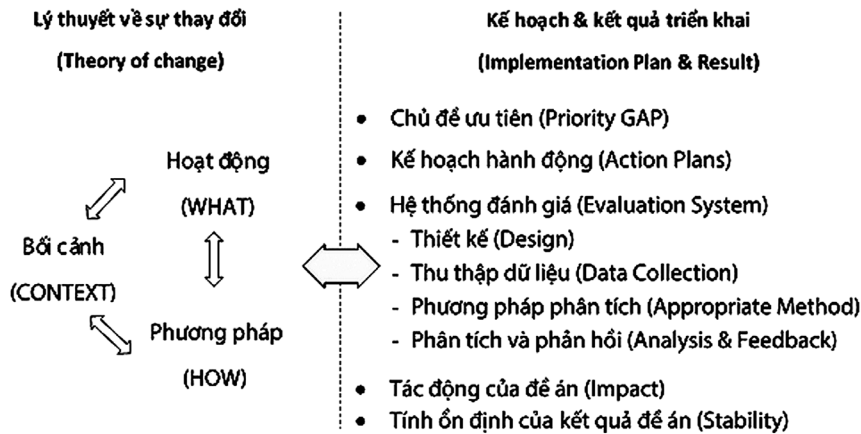 Lý thuyết về sự thay đổi
(Theory of change)
Hoạt động
(WHAT)
Bối cảnh
(CONTEXT)
Phương pháp
(HOW)
Kế hoạch & kết quả triển khai
(Implementation Plan & Result)
• Chủ đề ưu tiên (Priority GAP)
• Kế hoạch hành động (Action Plans)
• Hệ thống đánh giá (Evaluation System)
- Thiết kế (Design)
- Thu thập dữ liệu (Data Collection)
- Phương pháp phân tích (Appropriate Method)
- Phân tích và phản hồi (Analysis & Feedback)
• Tác động của đề án (Impact)
• Tính ổn định của kết quả đề án (Stability)